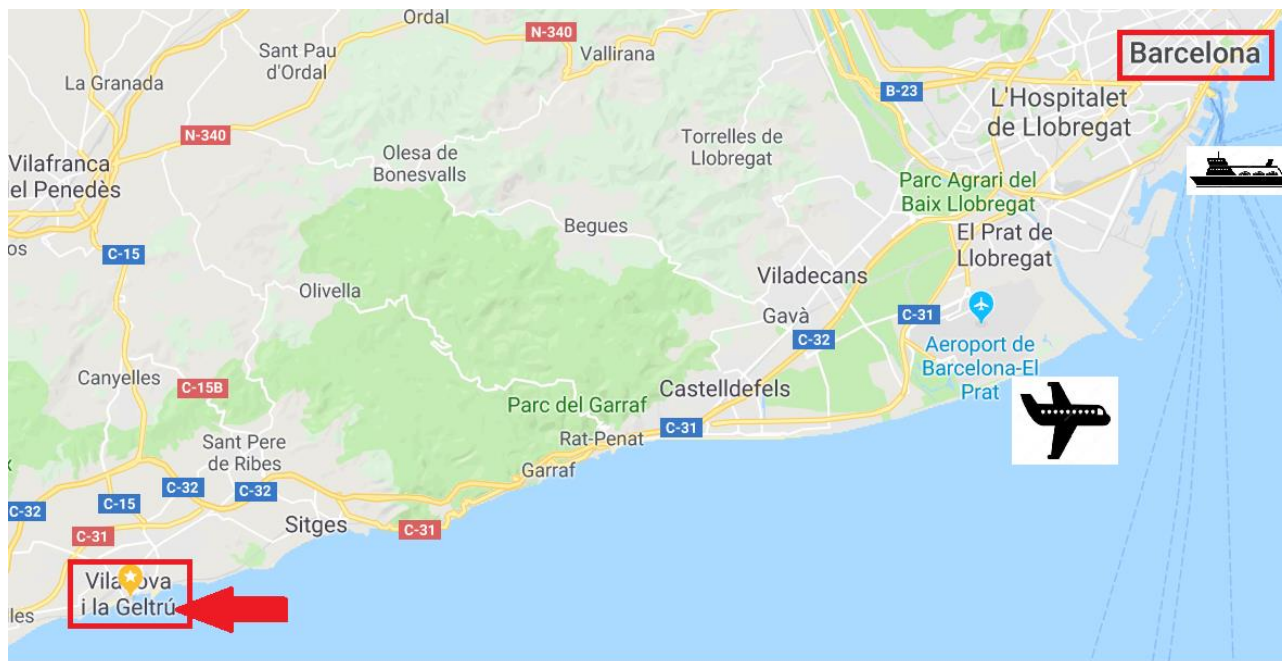 Ordal
N-340
Vallirana
Sant Pau
d'Ordal
La Granada
Barcelona
B-23
L'Hospitalet
de Llobregat
N-340
Vilafranca
el Penedès
Olesa de
Bonesvalls
Torrelles de
Llobregat
Parc Agrari del
Baix Llobregat
Begues
El Prat de
Llobregat
os
C-15
Viladecans
Olivella
Gavà
C-31
C-32
Aeroport de
Barcelona-El
Prat
Canyelles
C-15B
Castelldefels
Parc del Garraf
C-31
Rat-Penat
Sant Pere
de Ribes
Garraf
C-32
C-32
C-15
C-32
Sitges
C-31
C-31
Vilanova
i la Geltrú
les